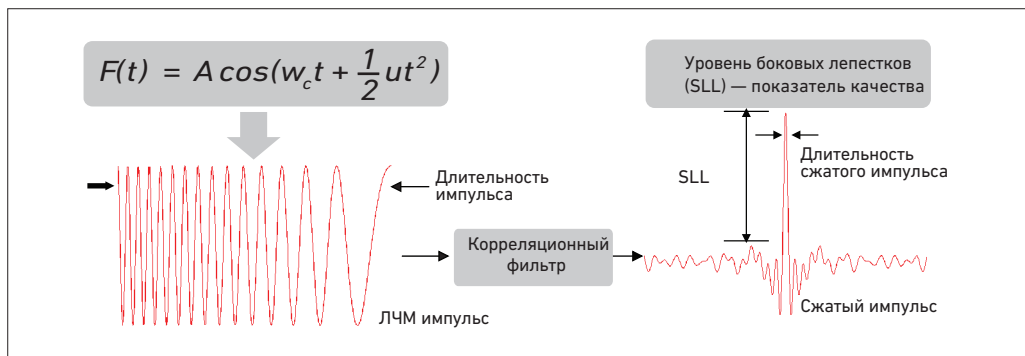 F(t) = A cos(w_c t + 1/2 ut²)
Уровень боковых лепестков
(SLL) — показатель качества
Длительность
импульса
SLL
Длительность
сжатого импульса
Корреляционный
фильтр
ЛЧМ импульс
Сжатый импульс